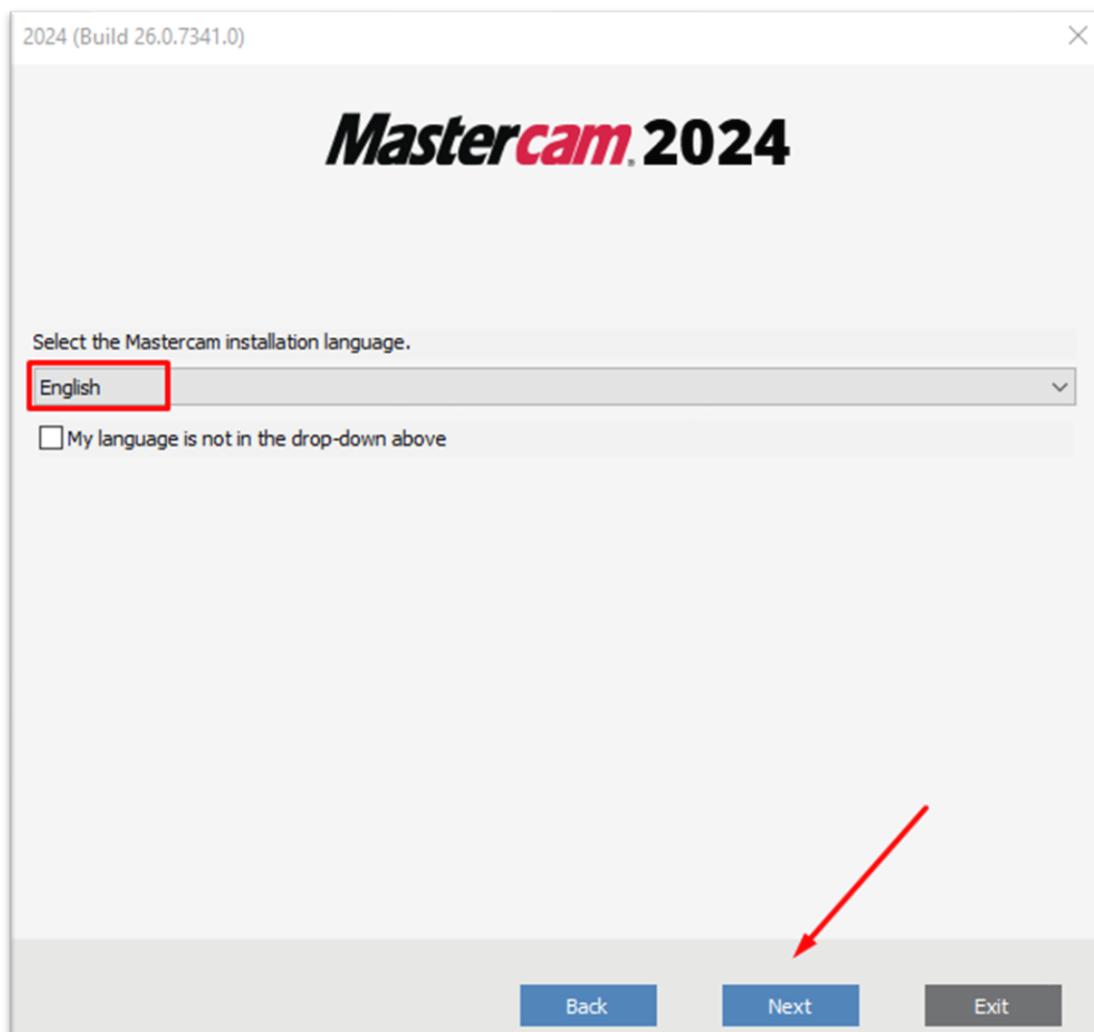 2024 (Build 26.0.7341.0)
Mastercam® 2024
Select the Mastercam installation language.
English
My language is not in the drop-down above
Back Next Exit